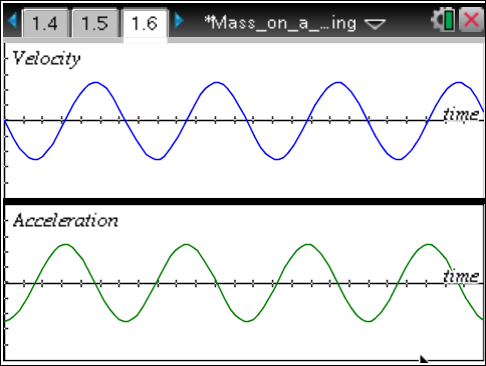 1.4 1.5 1.6 *Mass_on_a_...ing
Velocity
time
Acceleration
time